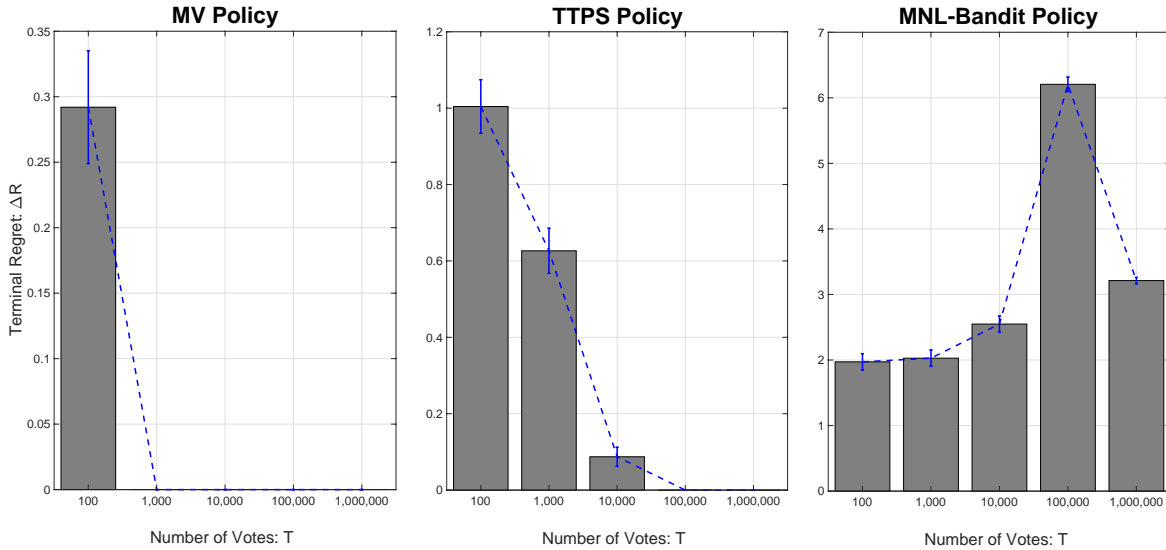 MV Policy
Terminal Regret: ΔR
0.35
0.3
0.25
0.2
0.15
0.1
0.05
0
100 1,000 10,000 100,000 1,000,000
Number of Votes: T
TTPS Policy
1.2
1
0.8
0.6
0.4
0.2
0
100 1,000 10,000 100,000 1,000,000
Number of Votes: T
MNL-Bandit Policy
7
6
5
4
3
2
1
0
100 1,000 10,000 100,000 1,000,000
Number of Votes: T